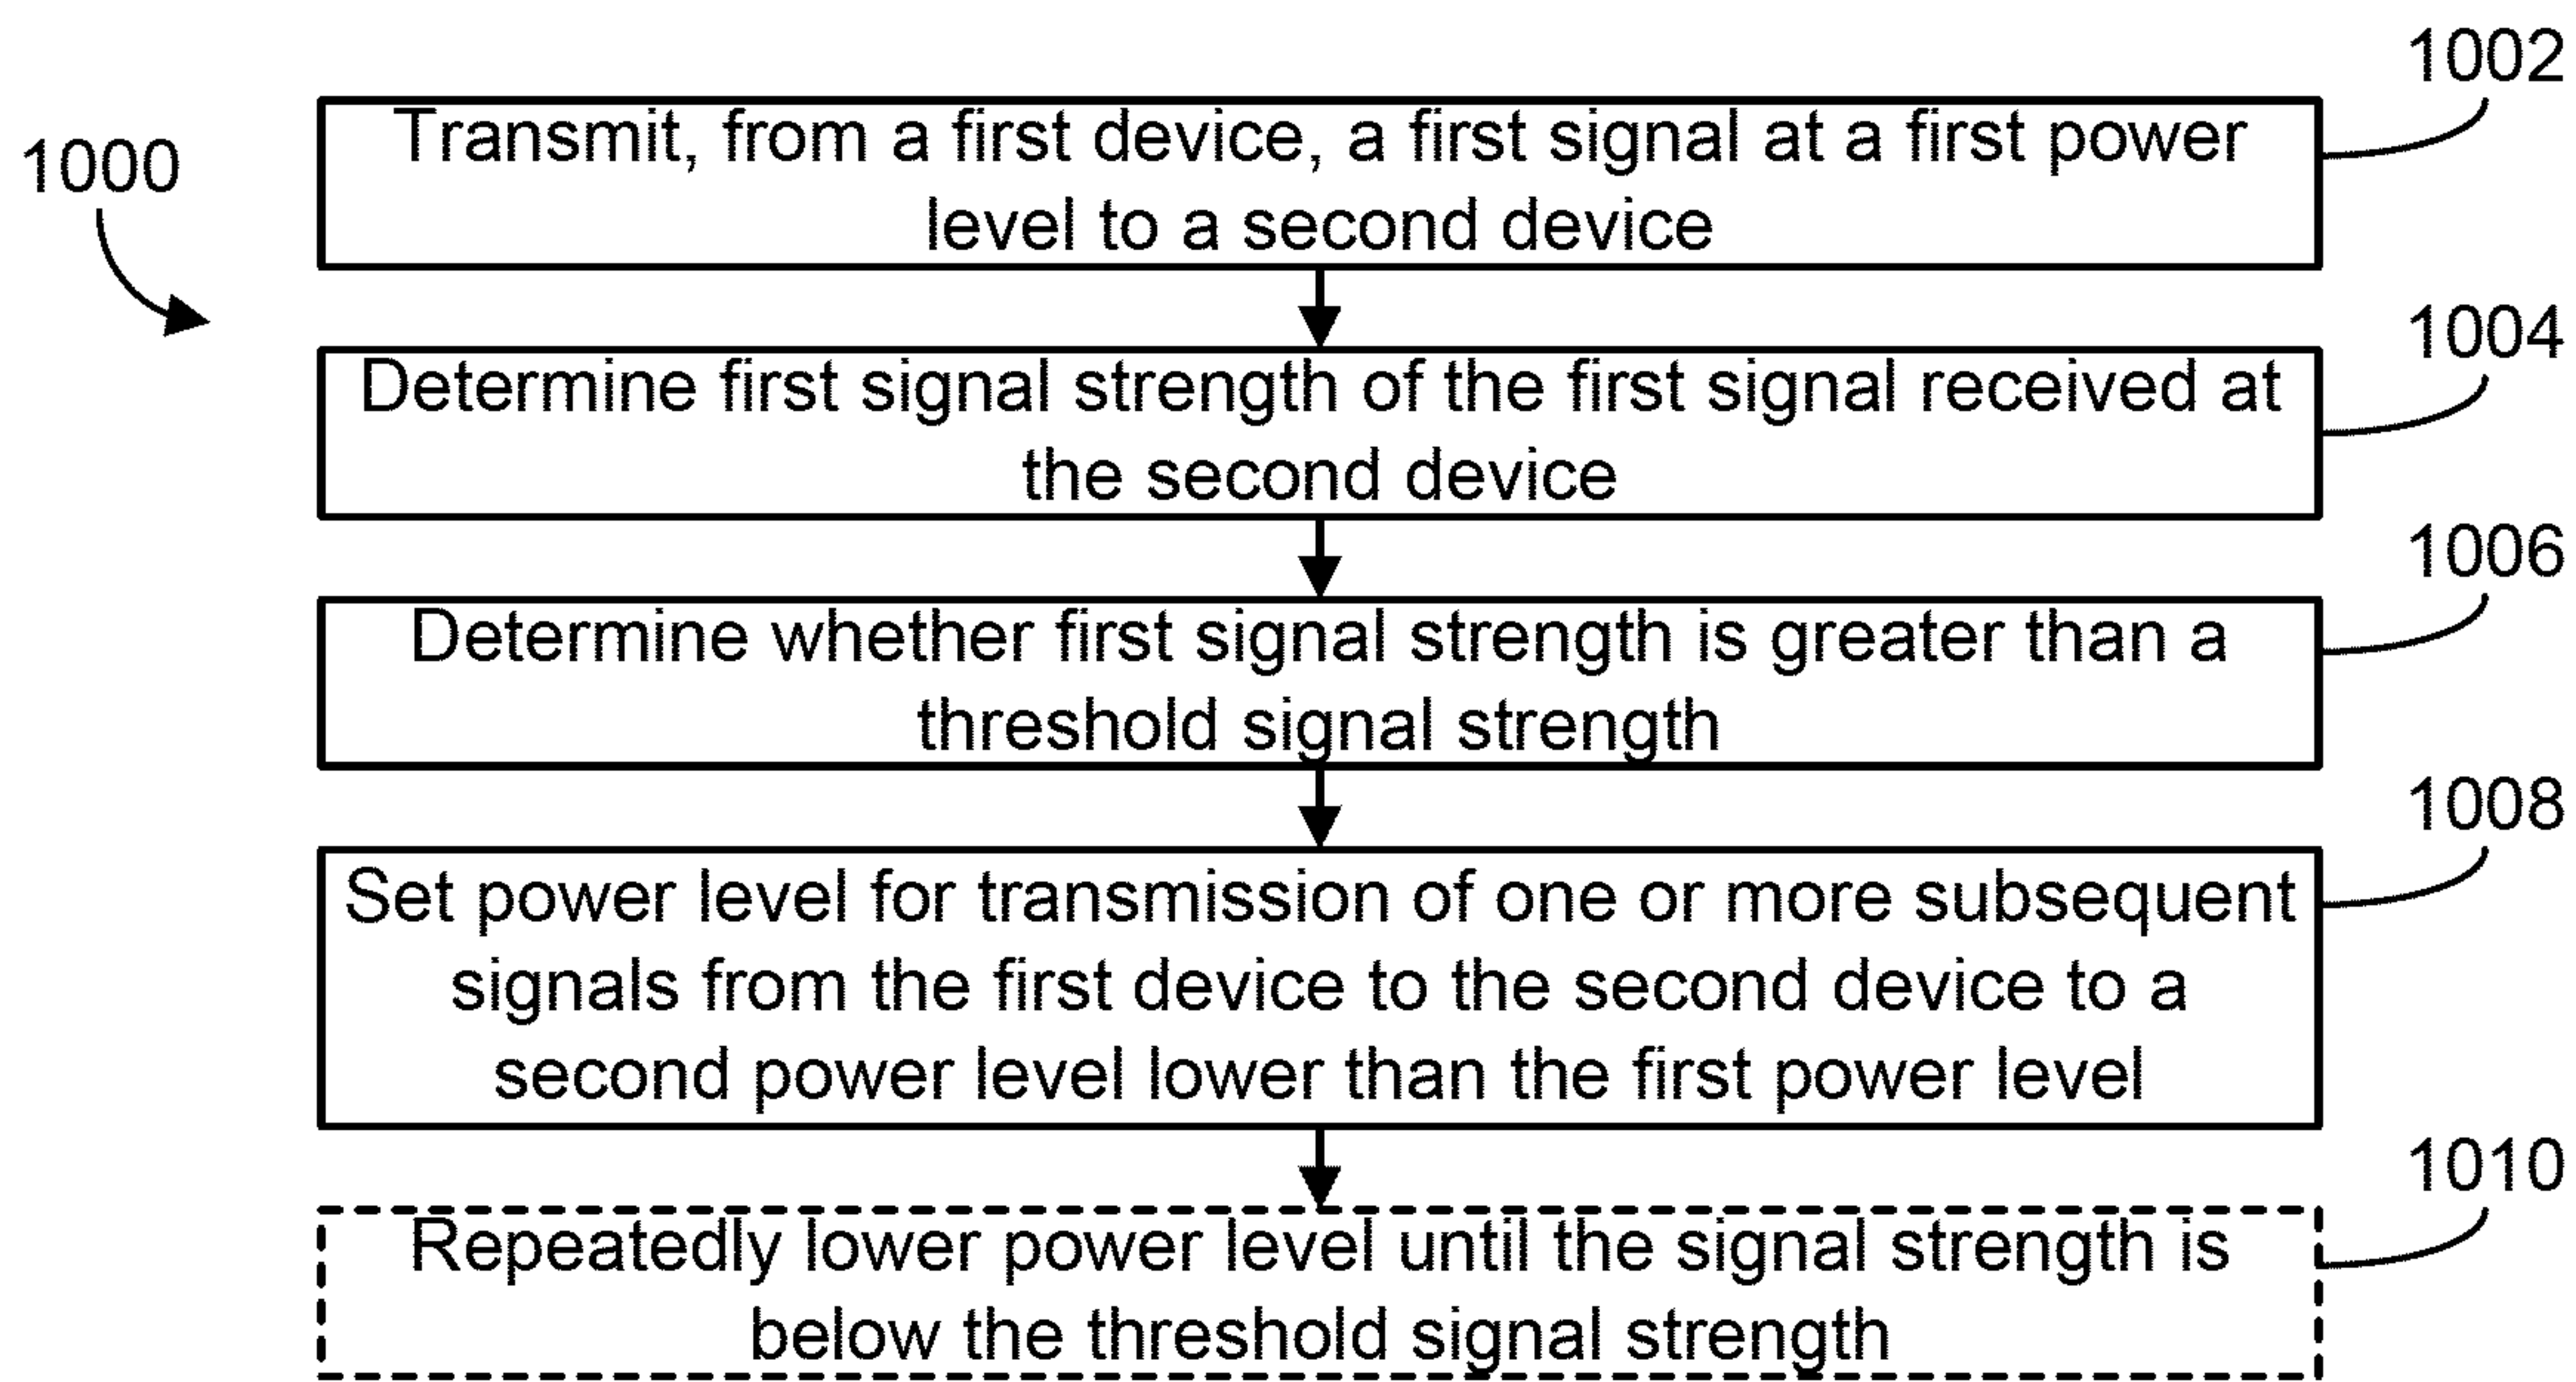 1002
Transmit, from a first device, a first signal at a first power
level to a second device
1000
1004
Determine first signal strength of the first signal received at
the second device
1006
Determine whether first signal strength is greater than a
threshold signal strength
1008
Set power level for transmission of one or more subsequent
signals from the first device to the second device to a
second power level lower than the first power level
1010
Repeatedly lower power level until the signal strength is
below the threshold signal strength